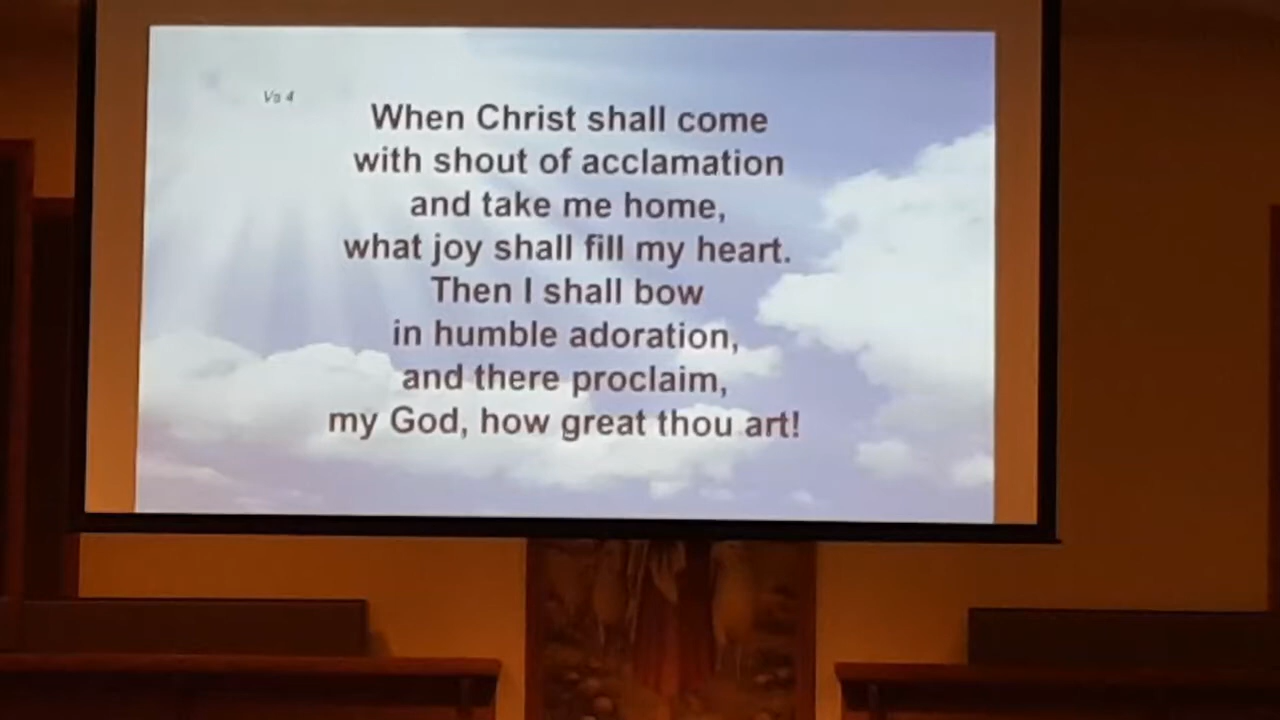 Vs 4
When Christ shall come
with shout of acclamation
and take me home,
what joy shall fill my heart.
Then I shall bow
in humble adoration,
and there proclaim,
my God, how great thou art!